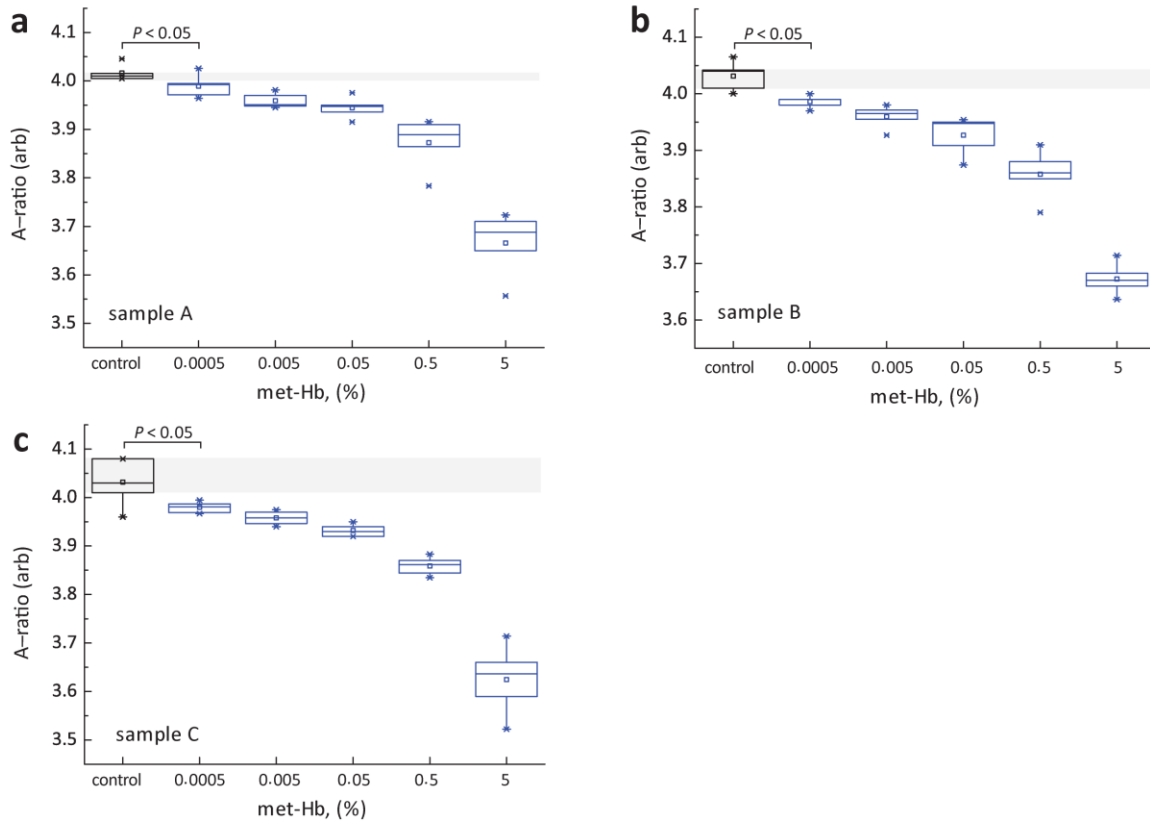 a
P < 0.05
4.1
4.0
3.9
3.8
3.7
3.6
3.5
A–ratio (arb)
sample A
control 0.0005 0.005 0.05 0.5 5
met-Hb, (%)
b
P < 0.05
4.1
4.0
3.9
3.8
3.7
3.6
A–ratio (arb)
sample B
control 0.0005 0.005 0.05 0.5 5
met-Hb, (%)
c
P < 0.05
4.1
4.0
3.9
3.8
3.7
3.6
3.5
A–ratio (arb)
sample C
control 0.0005 0.005 0.05 0.5 5
met-Hb, (%)